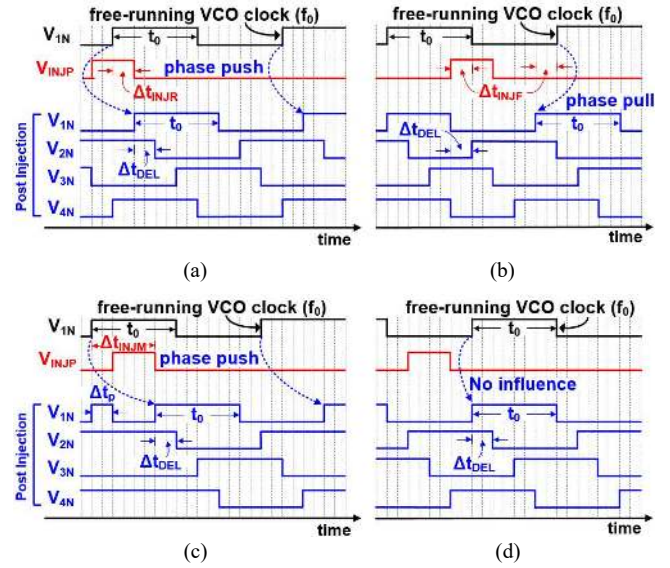 free-running VCO clock (f₀)
V₁N
t₀
VINJP
phase push
ΔtINJR
Post Injection
V₁N
t₀
V₂N
ΔtDEL
V₃N
V₄N
time
(a)
free-running VCO clock (f₀)
t₀
ΔtINJF
phase pull
t₀
ΔtDEL
time
(b)
free-running VCO clock (f₀)
V₁N
t₀
ΔtINJM
VINJP
phase push
Δtp
Post Injection
V₁N
t₀
V₂N
ΔtDEL
V₃N
V₄N
time
(c)
free-running VCO clock (f₀)
t₀
No influence
t₀
ΔtDEL
time
(d)